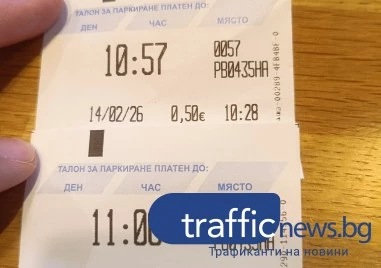 ТАЛОН ЗА ПАРКИРАНЕ ПЛАТЕН ДО:
ДЕН ЧАС МЯСТО
10:57 0057
PB0435HA
14/02/26 0,50€ 10:28
ТАЛОН ЗА ПАРКИРАНЕ ПЛАТЕН ДО:
ДЕН ЧАС МЯСТО
trafficnews.bg
Трафиканти на новини